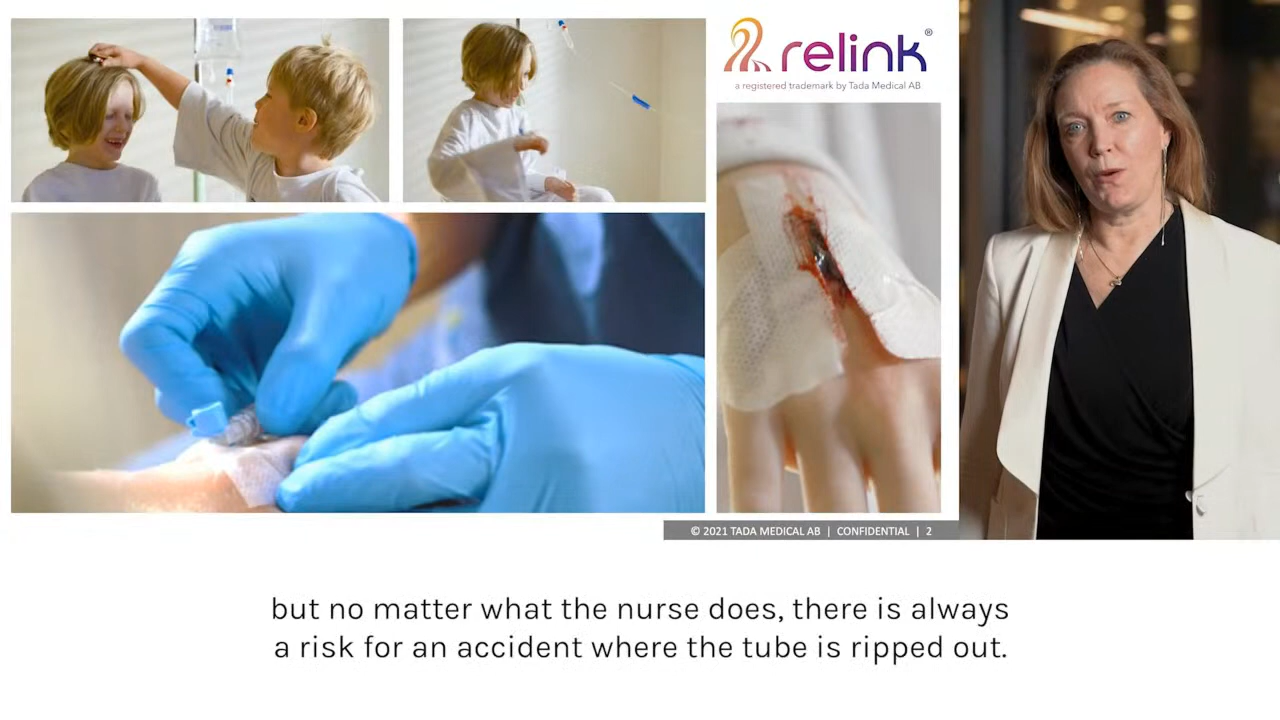 relink®
a registered trademark by Tada Medical AB
© 2021 TADA MEDICAL AB | CONFIDENTIAL | 2
but no matter what the nurse does, there is always
a risk for an accident where the tube is ripped out.